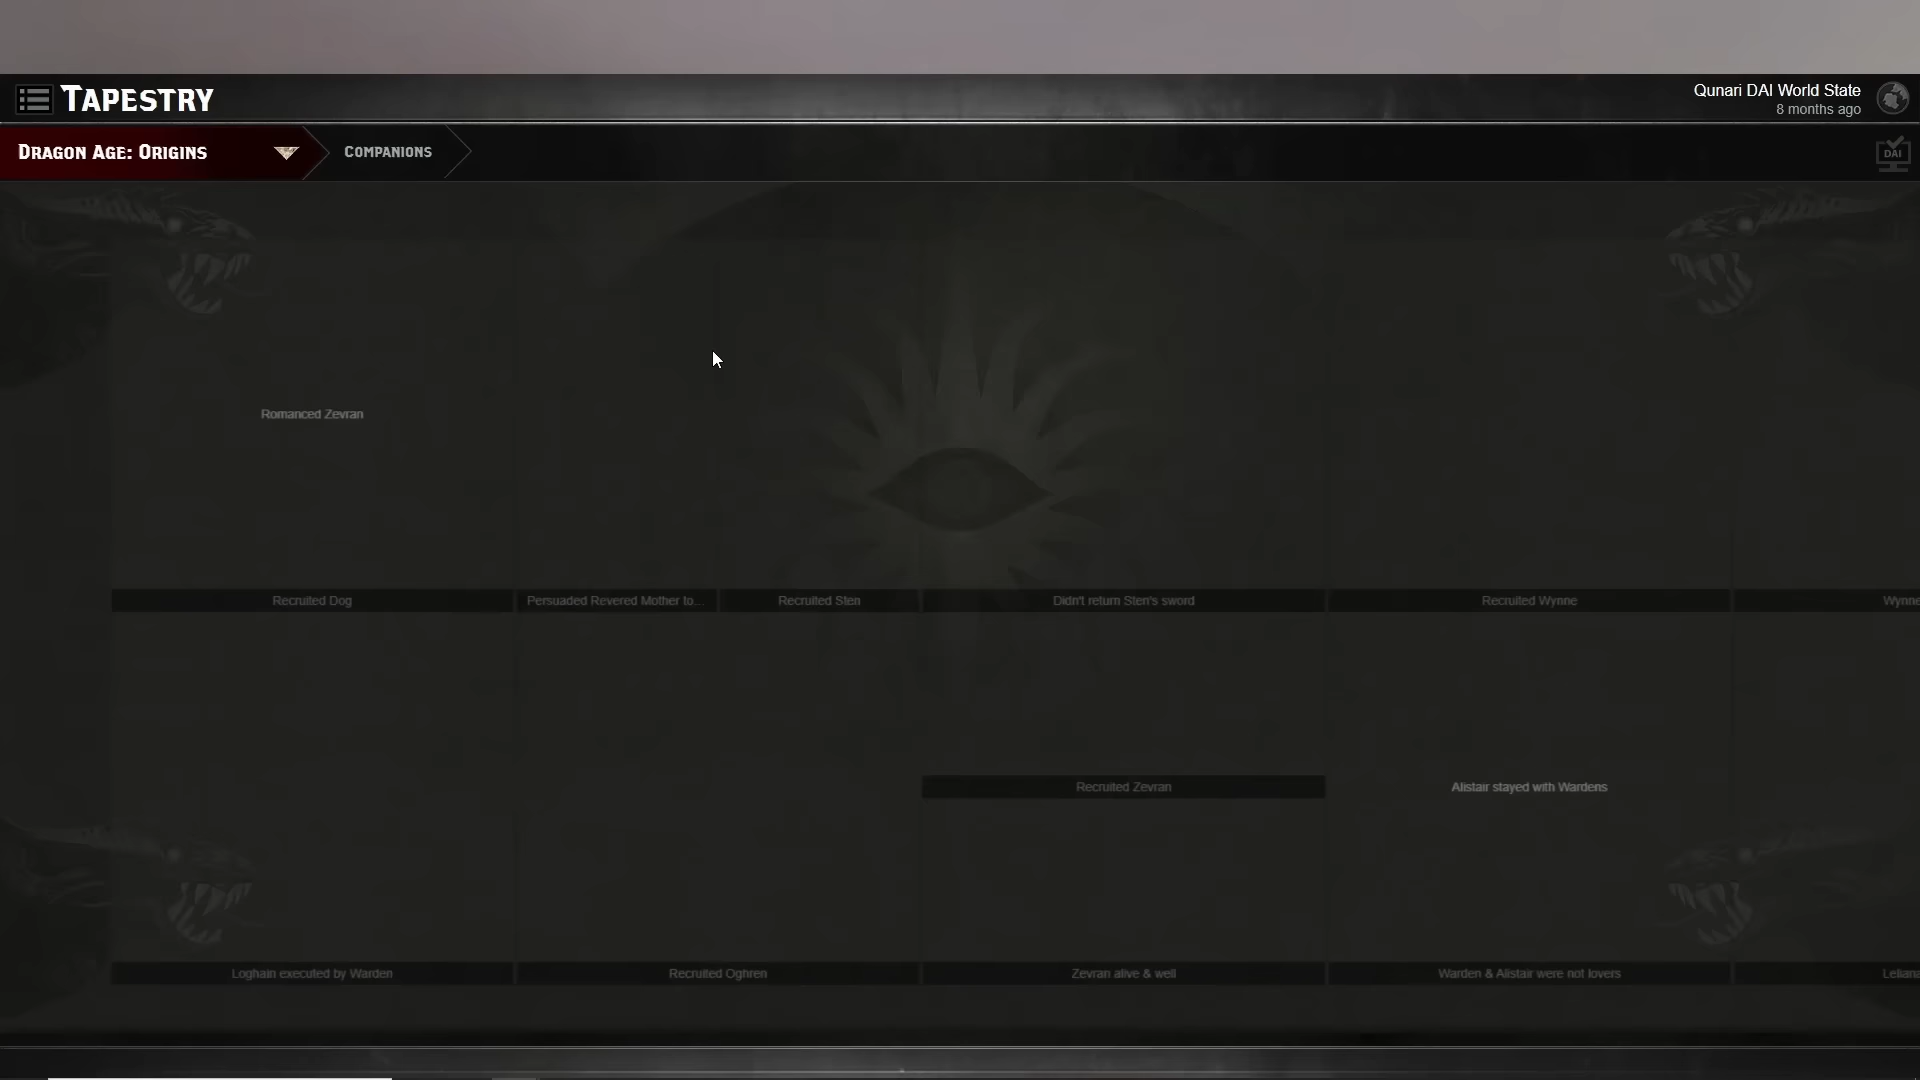 TAPESTRY
Qunari DAI World State
8 months ago
DRAGON AGE: ORIGINS
COMPANIONS
DAI
Romanced Zevran
Recruited Dog
Persuaded Revered Mother to...
Recruited Sten
Didn't return Sten's sword
Recruited Wynne
Wynne
Recruited Zevran
Alistair stayed with Wardens
Loghain executed by Warden
Recruited Oghren
Zevran alive & well
Warden & Alistair were not lovers
Leliana